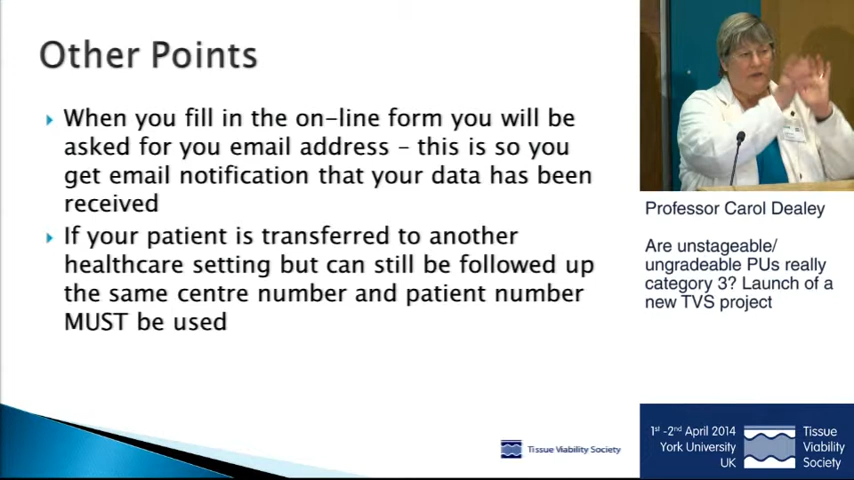 Other Points
When you fill in the on-line form you will be
asked for you email address – this is so you
get email notification that your data has been
received
If your patient is transferred to another
healthcare setting but can still be followed up
the same centre number and patient number
MUST be used
Tissue Viability Society
Professor Carol Dealey
Are unstageable/
ungradeable PUs really
category 3? Launch of a
new TVS project
1st -2nd April 2014
York University
UK
Tissue
Viability
Society